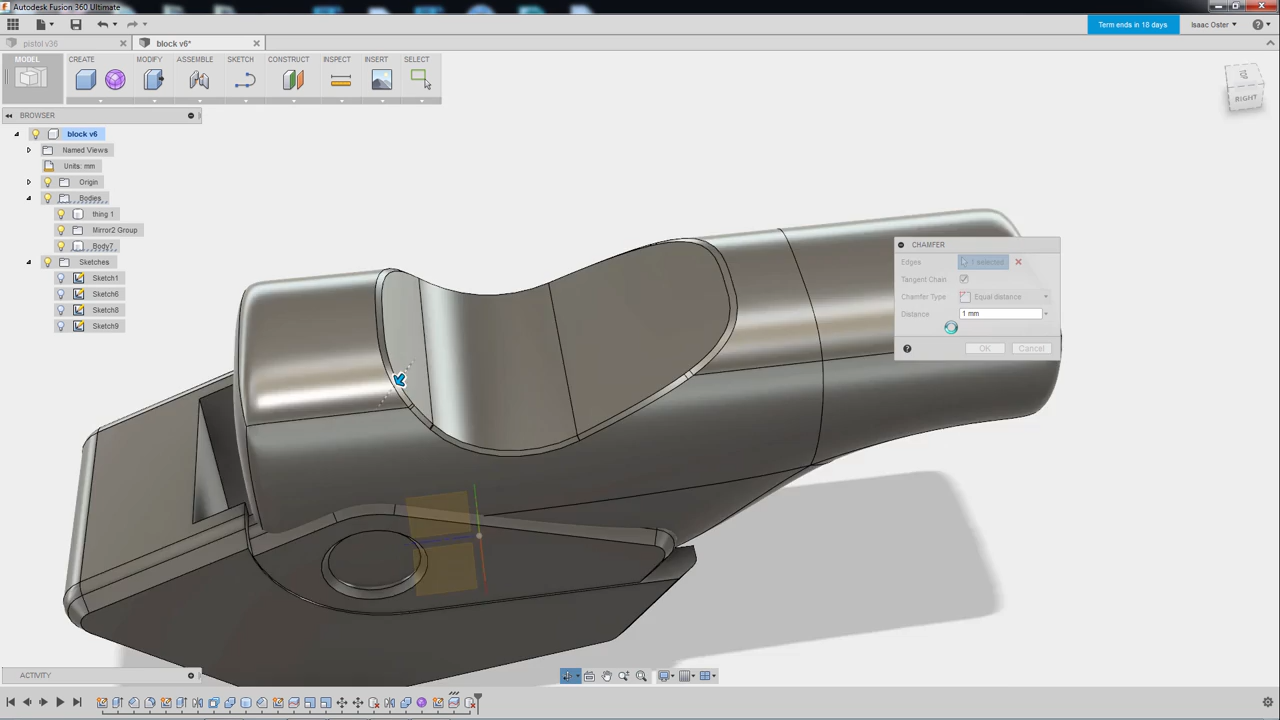 Autodesk Fusion 360 Ultimate
Term ends in 18 days
Isaac Oster
pistol v36
block v6*
MODEL
CREATE
MODIFY
ASSEMBLE
SKETCH
CONSTRUCT
INSPECT
INSERT
SELECT
RIGHT
BROWSER
block v6
Named Views
Units: mm
Origin
Bodies
thing 1
Mirror2 Group
Body7
Sketches
Sketch1
Sketch6
Sketch8
Sketch9
CHAMFER
Edges
1 selected
Tangent Chain
Chamfer Type
Equal distance
Distance
1 mm
OK
Cancel
ACTIVITY